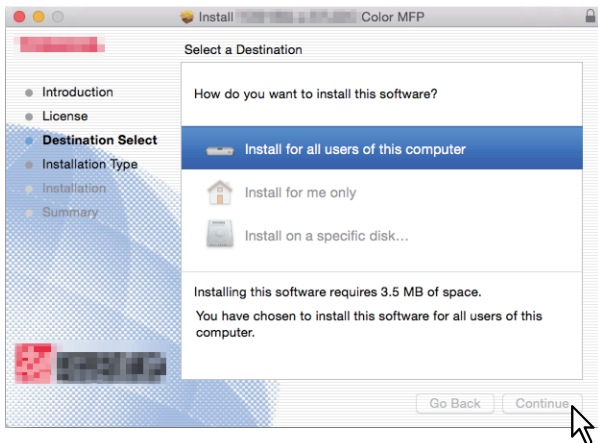 Install Color MFP
Select a Destination
Introduction
License
Destination Select
Installation Type
Installation
Summary
How do you want to install this software?
Install for all users of this computer
Install for me only
Install on a specific disk...
Installing this software requires 3.5 MB of space.
You have chosen to install this software for all users of this
computer.
Go Back
Continue